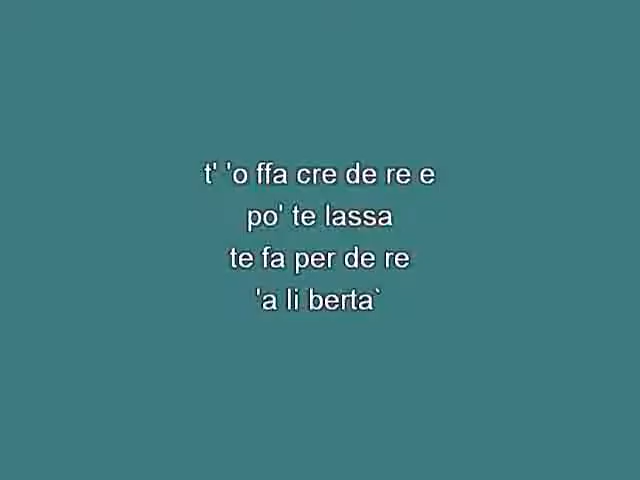 t' 'o ffa cre de re e
po' te lassa
te fa per de re
'a li berta`